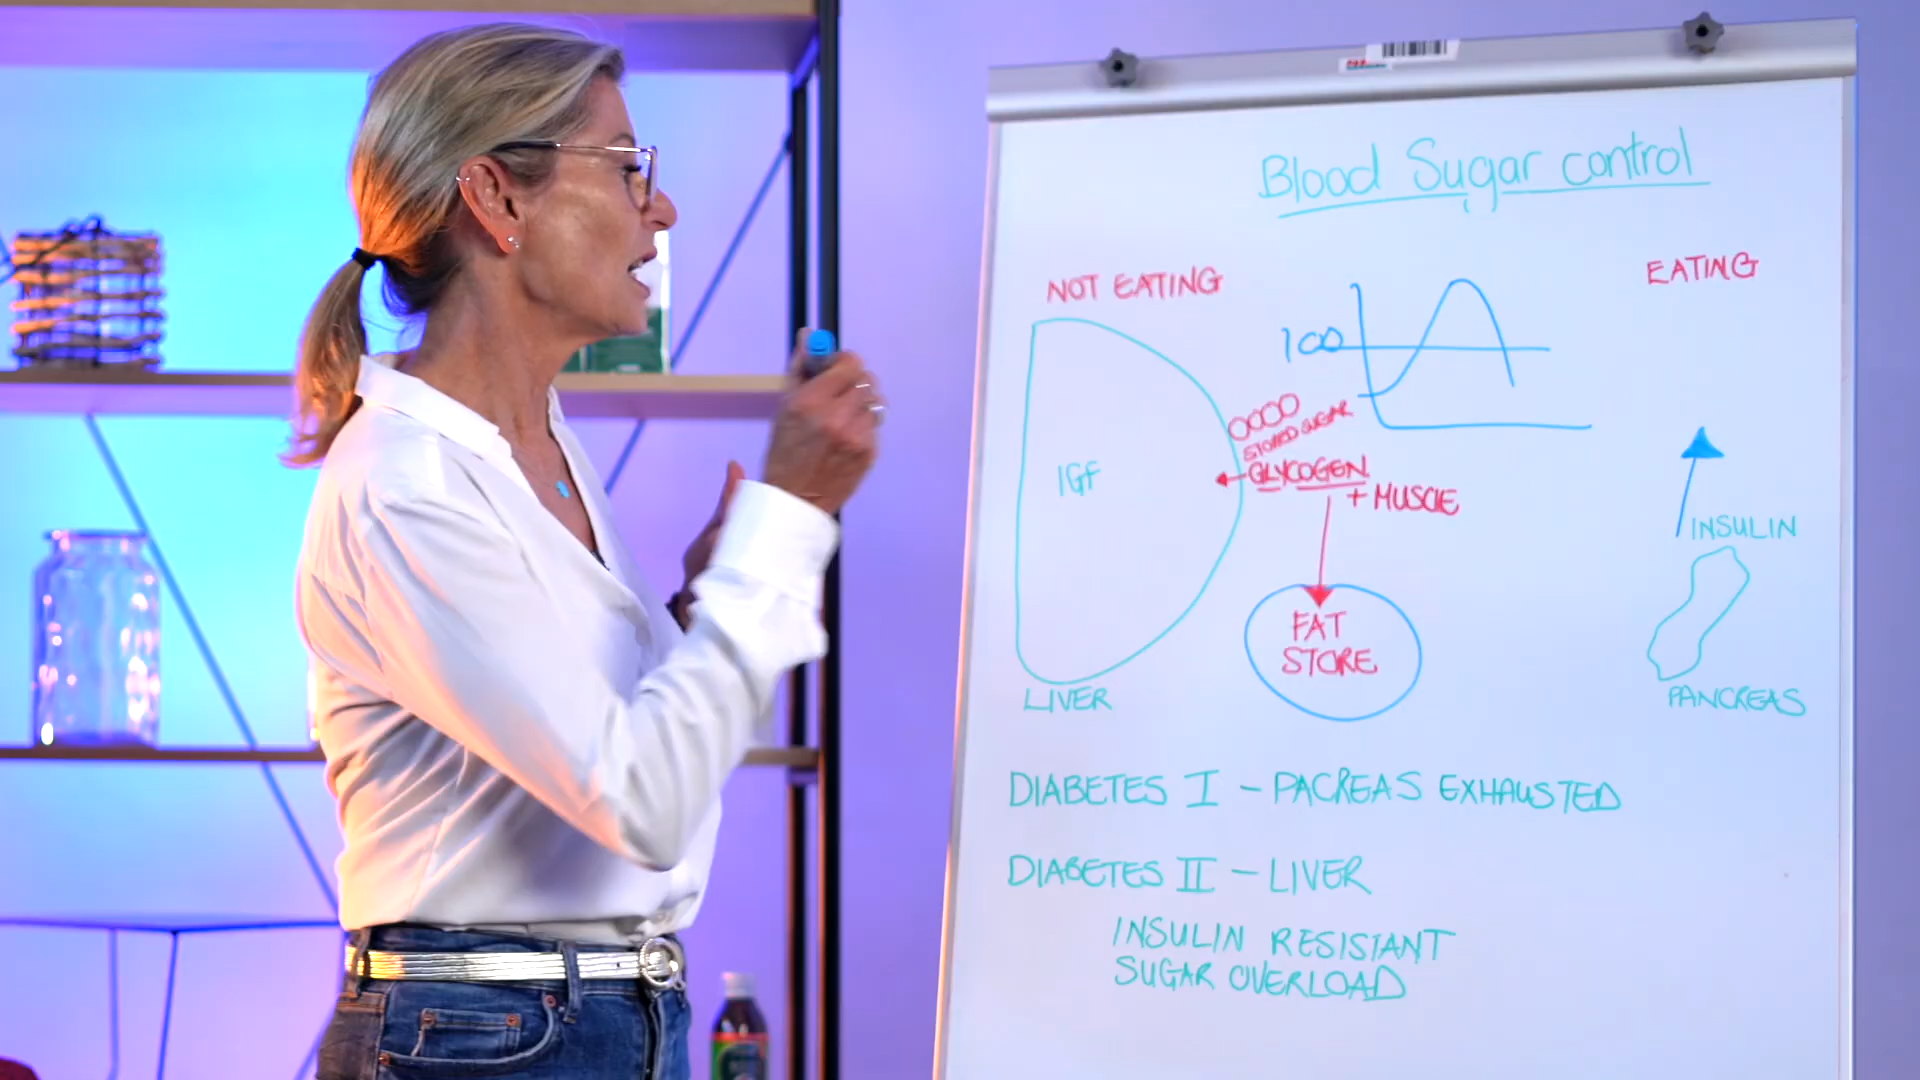 Blood Sugar control
NOT EATING
EATING
100
STORED SUGAR
IGF
GLYCOGEN
+ MUSCLE
INSULIN
FAT
STORE
LIVER
PANCREAS
DIABETES I - PACREAS EXHAUSTED
DIABETES II - LIVER
INSULIN RESISTANT
SUGAR OVERLOAD